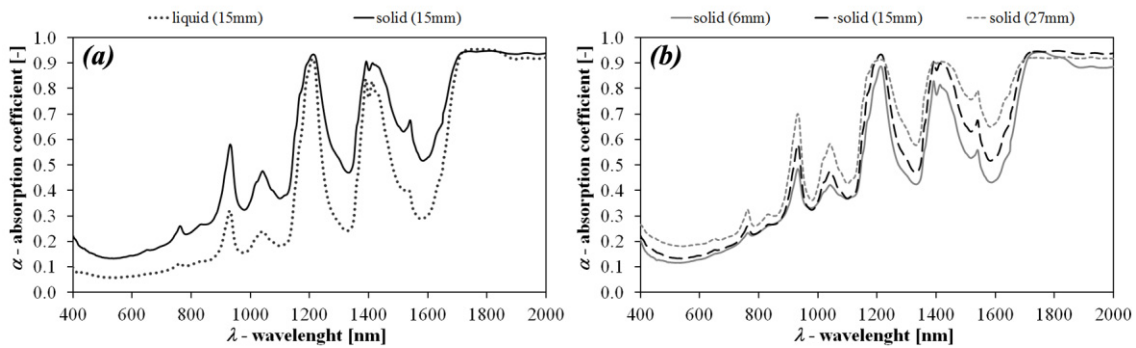 liquid (15mm) solid (15mm)
(a)
α - absorption coefficient [-]
1.0
0.9
0.8
0.7
0.6
0.5
0.4
0.3
0.2
0.1
0.0
400 600 800 1000 1200 1400 1600 1800 2000
λ - wavelenght [nm]
solid (6mm) solid (15mm) solid (27mm)
(b)
α - absorption coefficient [-]
1.0
0.9
0.8
0.7
0.6
0.5
0.4
0.3
0.2
0.1
0.0
400 600 800 1000 1200 1400 1600 1800 2000
λ - wavelenght [nm]